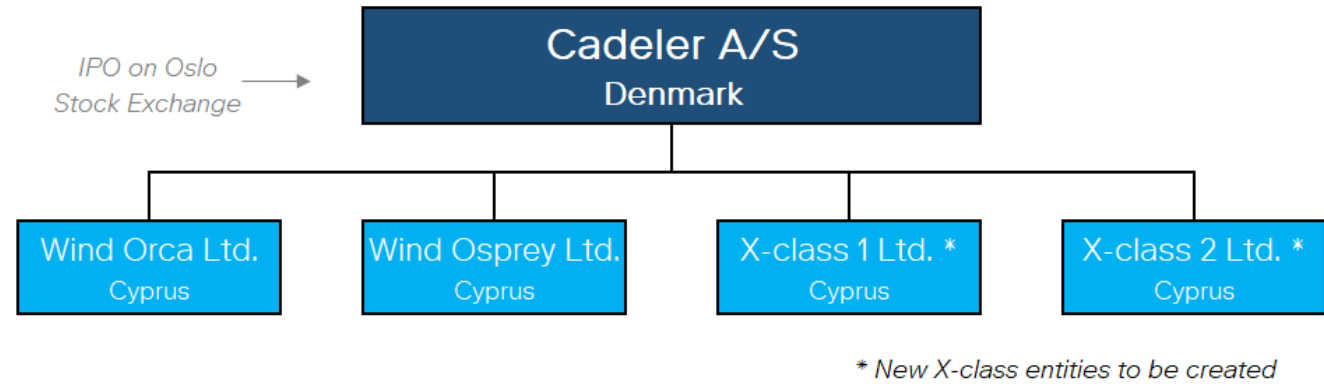 Cadeler A/S
Denmark
IPO on Oslo
Stock Exchange
Wind Orca Ltd.
Cyprus
Wind Osprey Ltd.
Cyprus
X-class 1 Ltd. *
Cyprus
X-class 2 Ltd. *
Cyprus
* New X-class entities to be created